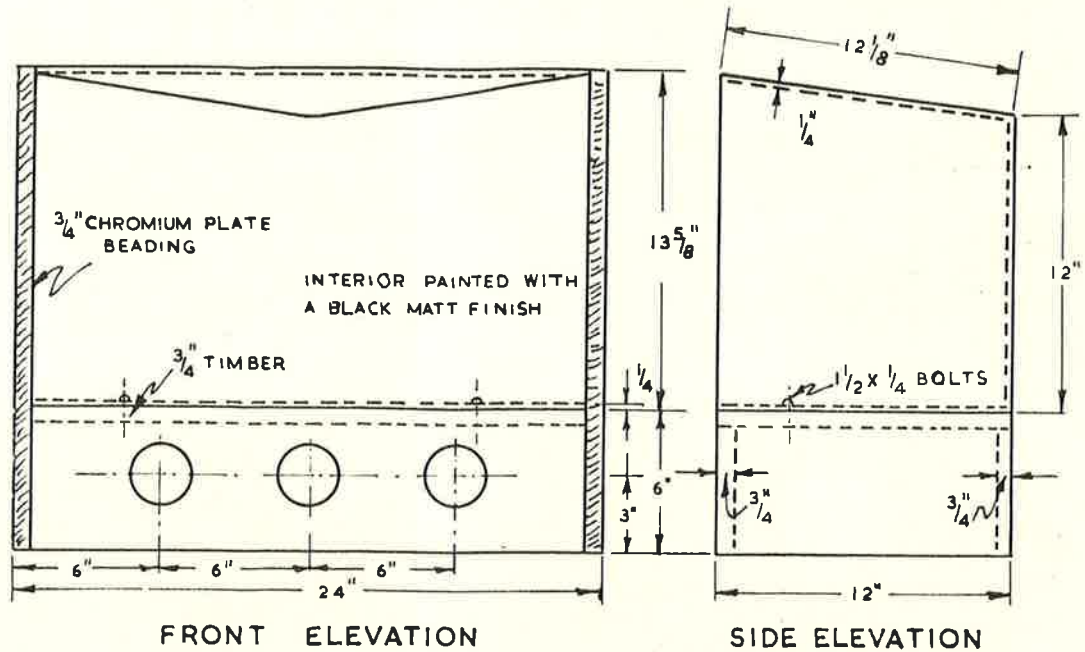 12 1/8"
1/4"
3/4" CHROMIUM PLATE
BEADING
13 5/8"
12"
INTERIOR PAINTED WITH
A BLACK MATT FINISH
3/4" TIMBER
1/4
1 1/2 X 1/4 BOLTS
6"
3"
3/4"
3/4"
6"
6"
6"
24"
12"
FRONT ELEVATION
SIDE ELEVATION